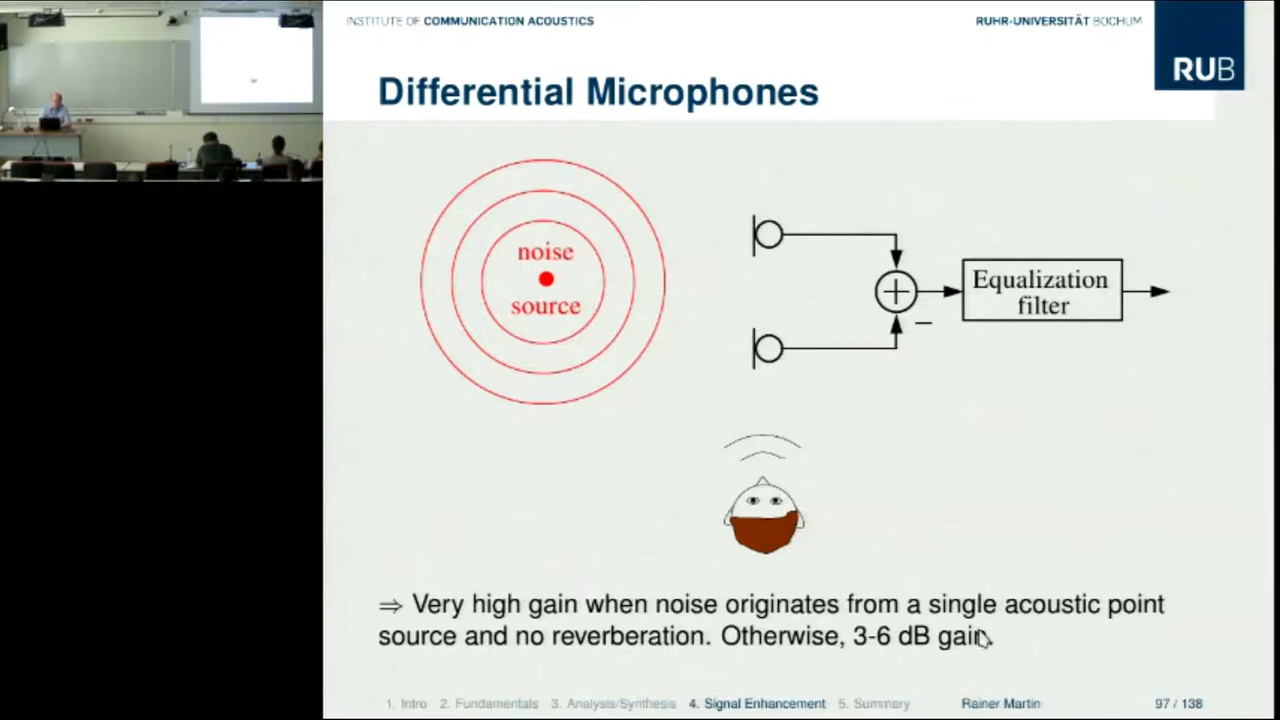 INSTITUTE OF COMMUNICATION ACOUSTICS
RUHR-UNIVERSITÄT BOCHUM
RUB
Differential Microphones
noise
source
Equalization
filter
⇒ Very high gain when noise originates from a single acoustic point
source and no reverberation. Otherwise, 3-6 dB gain.
1. Intro 2. Fundamentals 3. Analysis/Synthesis 4. Signal Enhancement 5. Summary Rainer Martin 97 / 138